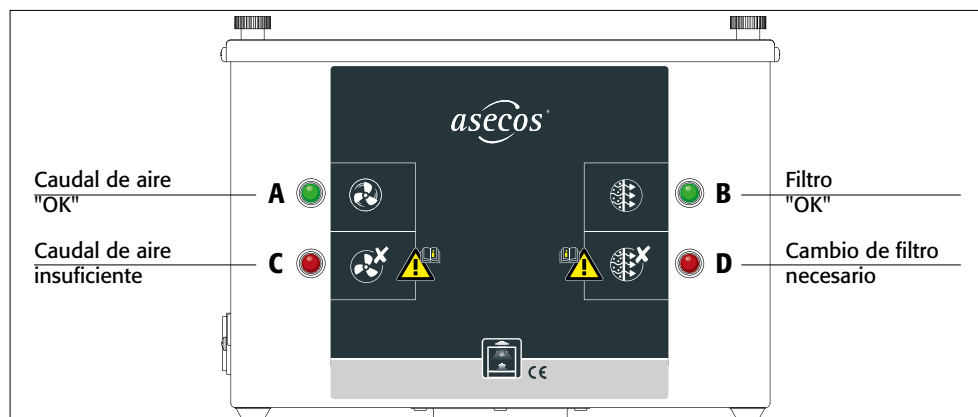 asecos
Caudal de aire
"OK"
A
B
Filtro
"OK"
Caudal de aire
insuficiente
C
D
Cambio de filtro
necesario
CE